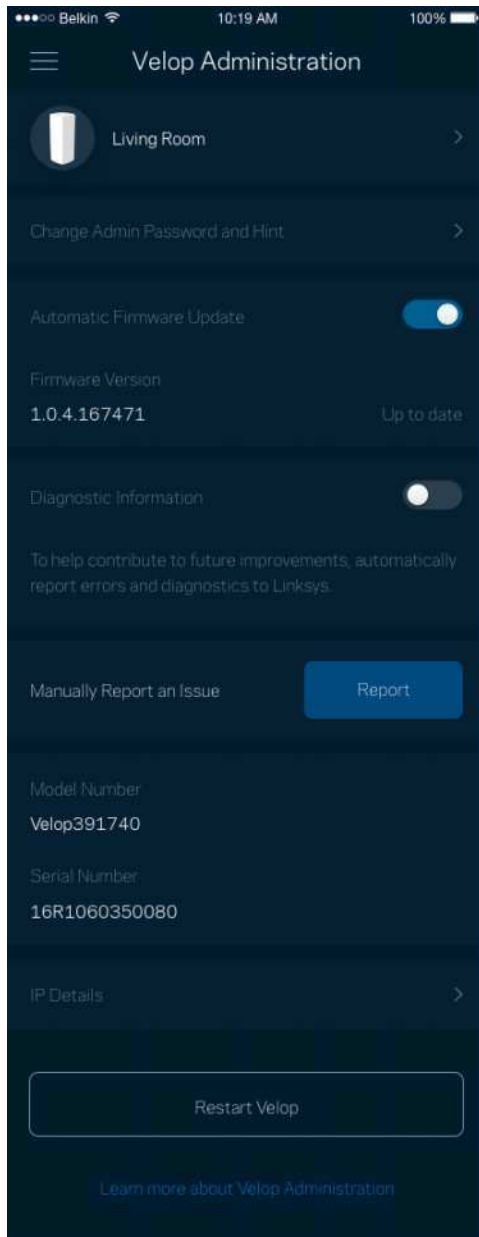 Belkin 10:19 AM 100%
Velop Administration
Living Room
Change Admin Password and Hint
Automatic Firmware Update
Firmware Version
1.0.4.167471 Up to date
Diagnostic Information
To help contribute to future improvements, automatically
report errors and diagnostics to Linksys.
Manually Report an Issue Report
Model Number
Velop391740
Serial Number
16R1060350080
IP Details
Restart Velop
Learn more about Velop Administration